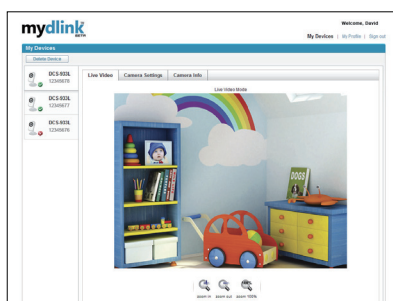 mydlink
BETA
Welcome, David
My Devices | My Profile | Sign out
My Devices
Delete Device
DCS-933L
12345678
DCS-933L
12345677
DCS-933L
12345676
Live Video
Camera Settings
Camera Info
Live Video Mode
DOGS
100%
zoom in
zoom out
zoom 100%